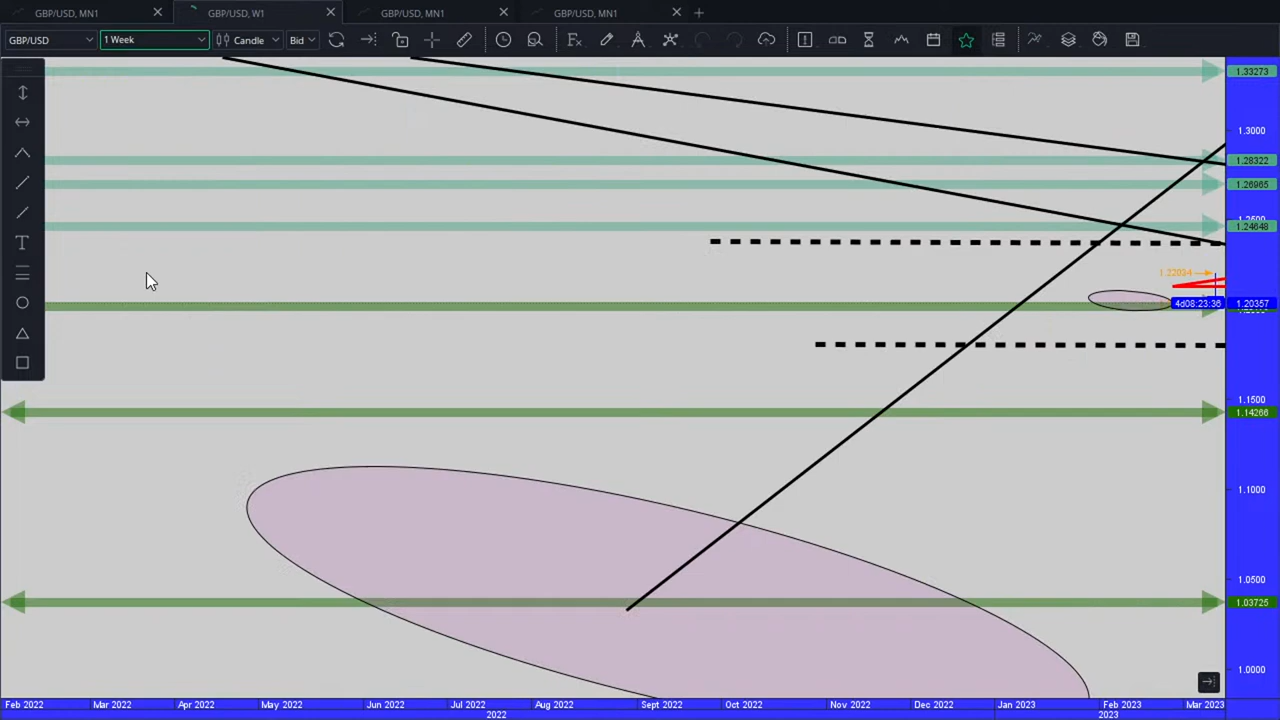 GBP/USD, MN1
GBP/USD, W1
GBP/USD, MN1
GBP/USD, MN1
GBP/USD
1 Week
Candle
Bid
1.33273
1.3000
1.28322
1.26965
1.24648
1.22034
4d08:23:36
1.20357
1.1500
1.14266
1.1000
1.0500
1.03725
1.0000
Feb 2022
Mar 2022
Apr 2022
May 2022
Jun 2022
Jul 2022
Aug 2022
Sept 2022
Oct 2022
Nov 2022
Dec 2022
Jan 2023
Feb 2023
Mar 2023
2022
2023